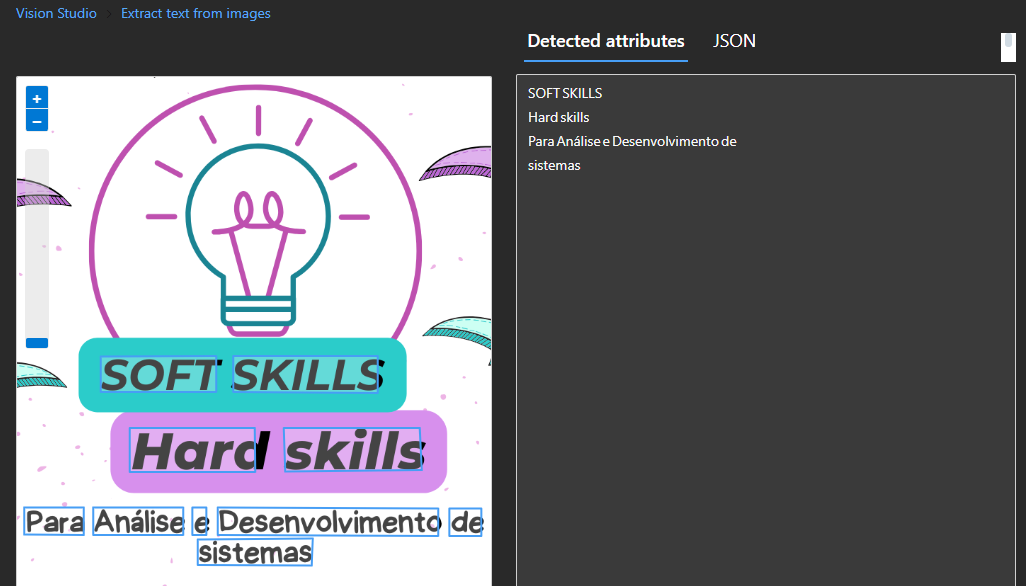 Vision Studio > Extract text from images
Detected attributes JSON
+
−
SOFT SKILLS
Hard skills
Para Análise e Desenvolvimento de
sistemas
SOFT SKILLS
Hard skills
Para Análise e Desenvolvimento de
sistemas